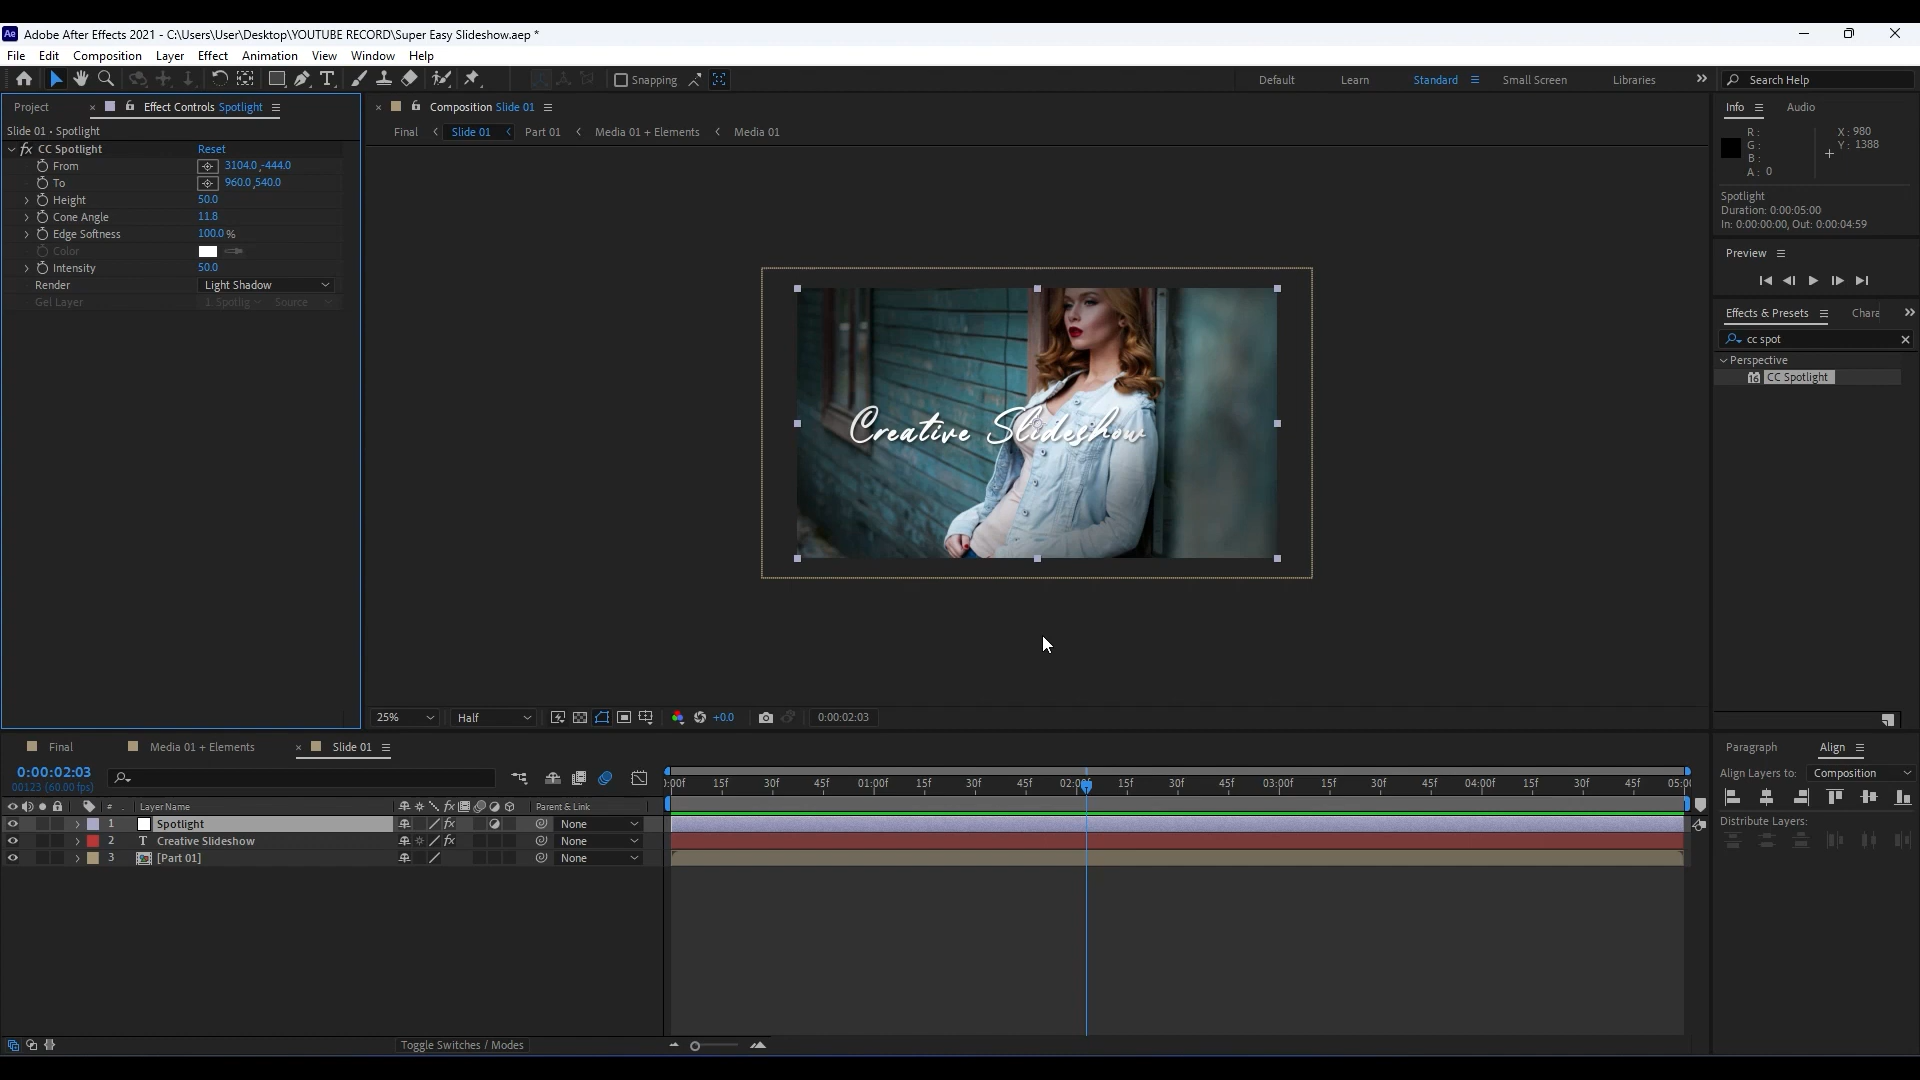 Ae Adobe After Effects 2021 - C:\Users\User\Desktop\YOUTUBE RECORD\Super Easy Slideshow.aep *
File Edit Composition Layer Effect Animation View Window Help
Snapping Default Learn Standard Small Screen Libraries Search Help
Project Effect Controls Spotlight
Slide 01 • Spotlight
fx CC Spotlight Reset
From 3104.0,-444.0
To 960.0,540.0
Height 50.0
Cone Angle 11.8
Edge Softness 100.0 %
Color
Intensity 50.0
Render Light Shadow
Gel Layer 1. Spotlig Source
Composition Slide 01
Final Slide 01 Part 01 Media 01 + Elements Media 01
Creative Slideshow
25% Half +0.0 0:00:02:03
Info Audio
R: X: 980
G: Y: 1388
B:
A: 0
Spotlight
Duration: 0:00:05:00
In: 0:00:00:00, Out: 0:00:04:59
Preview
Effects & Presets Chara
cc spot
Perspective
16 CC Spotlight
Final Media 01 + Elements Slide 01
0:00:02:03
00123 (60.00 fps)
:00f 15f 30f 45f 01:00f 15f 30f 45f 02:0 15f 30f 45f 03:00f 15f 30f 45f 04:00f 15f 30f 45f 05:0
# Layer Name fx Parent & Link
1 Spotlight fx None
2 T Creative Slideshow fx None
3 [Part 01] None
Toggle Switches / Modes
Paragraph Align
Align Layers to: Composition
Distribute Layers: